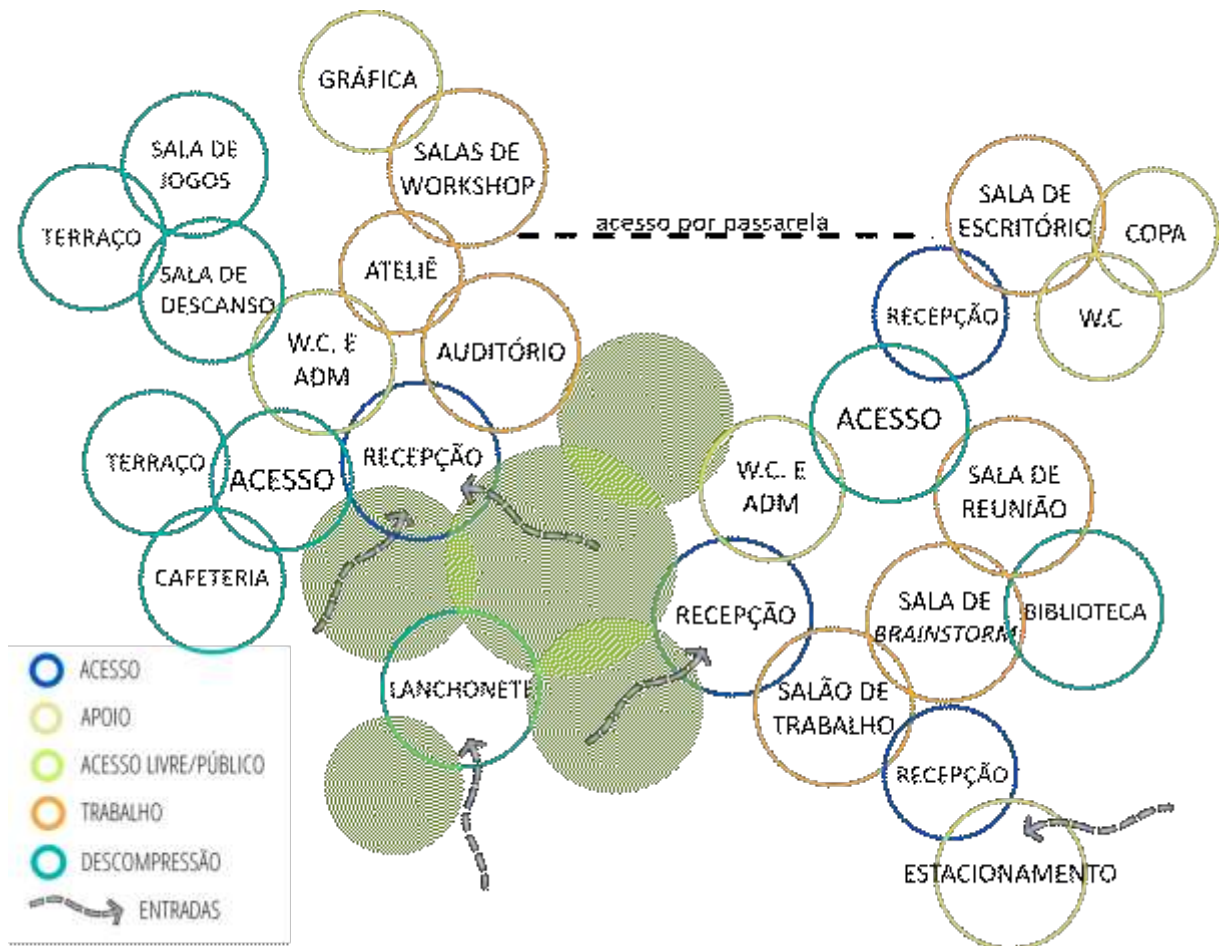 GRÁFICA
SALA DE
JOGOS
SALAS DE
WORKSHOP
TERRAÇO
SALA DE
DESCANSO
ATELIÊ
acesso por passarela
SALA DE
ESCRITÓRIO
COPA
RECEPÇÃO
W.C
W.C. E
ADM
AUDITÓRIO
ACESSO
TERRAÇO
ACESSO
RECEPÇÃO
W.C. E
ADM
SALA DE
REUNIÃO
CAFETERIA
RECEPÇÃO
SALA DE
BRAINSTORM
BIBLIOTECA
LANCHONETE
SALÃO DE
TRABALHO
RECEPÇÃO
ESTACIONAMENTO
ACESSO
APOIO
ACESSO LIVRE/PÚBLICO
TRABALHO
DESCOMPRESSÃO
ENTRADAS